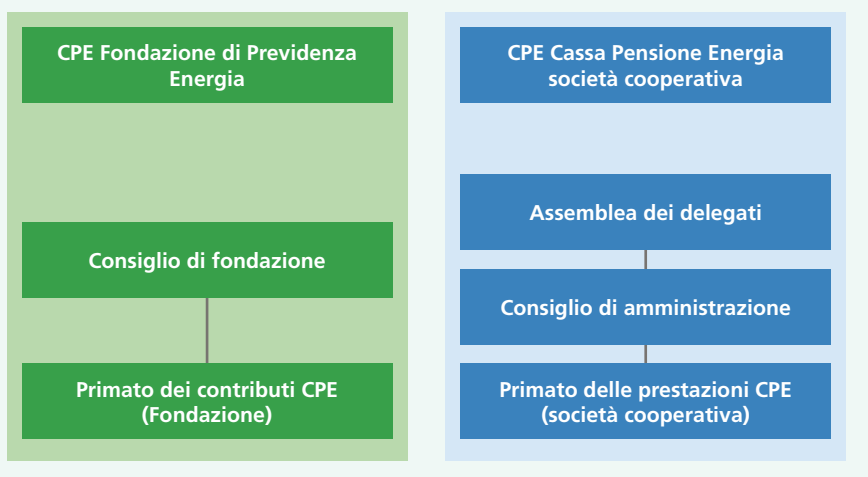 CPE Fondazione di Previdenza
Energia
Consiglio di fondazione
Primato dei contributi CPE
(Fondazione)
CPE Cassa Pensione Energia
società cooperativa
Assemblea dei delegati
Consiglio di amministrazione
Primato delle prestazioni CPE
(società cooperativa)